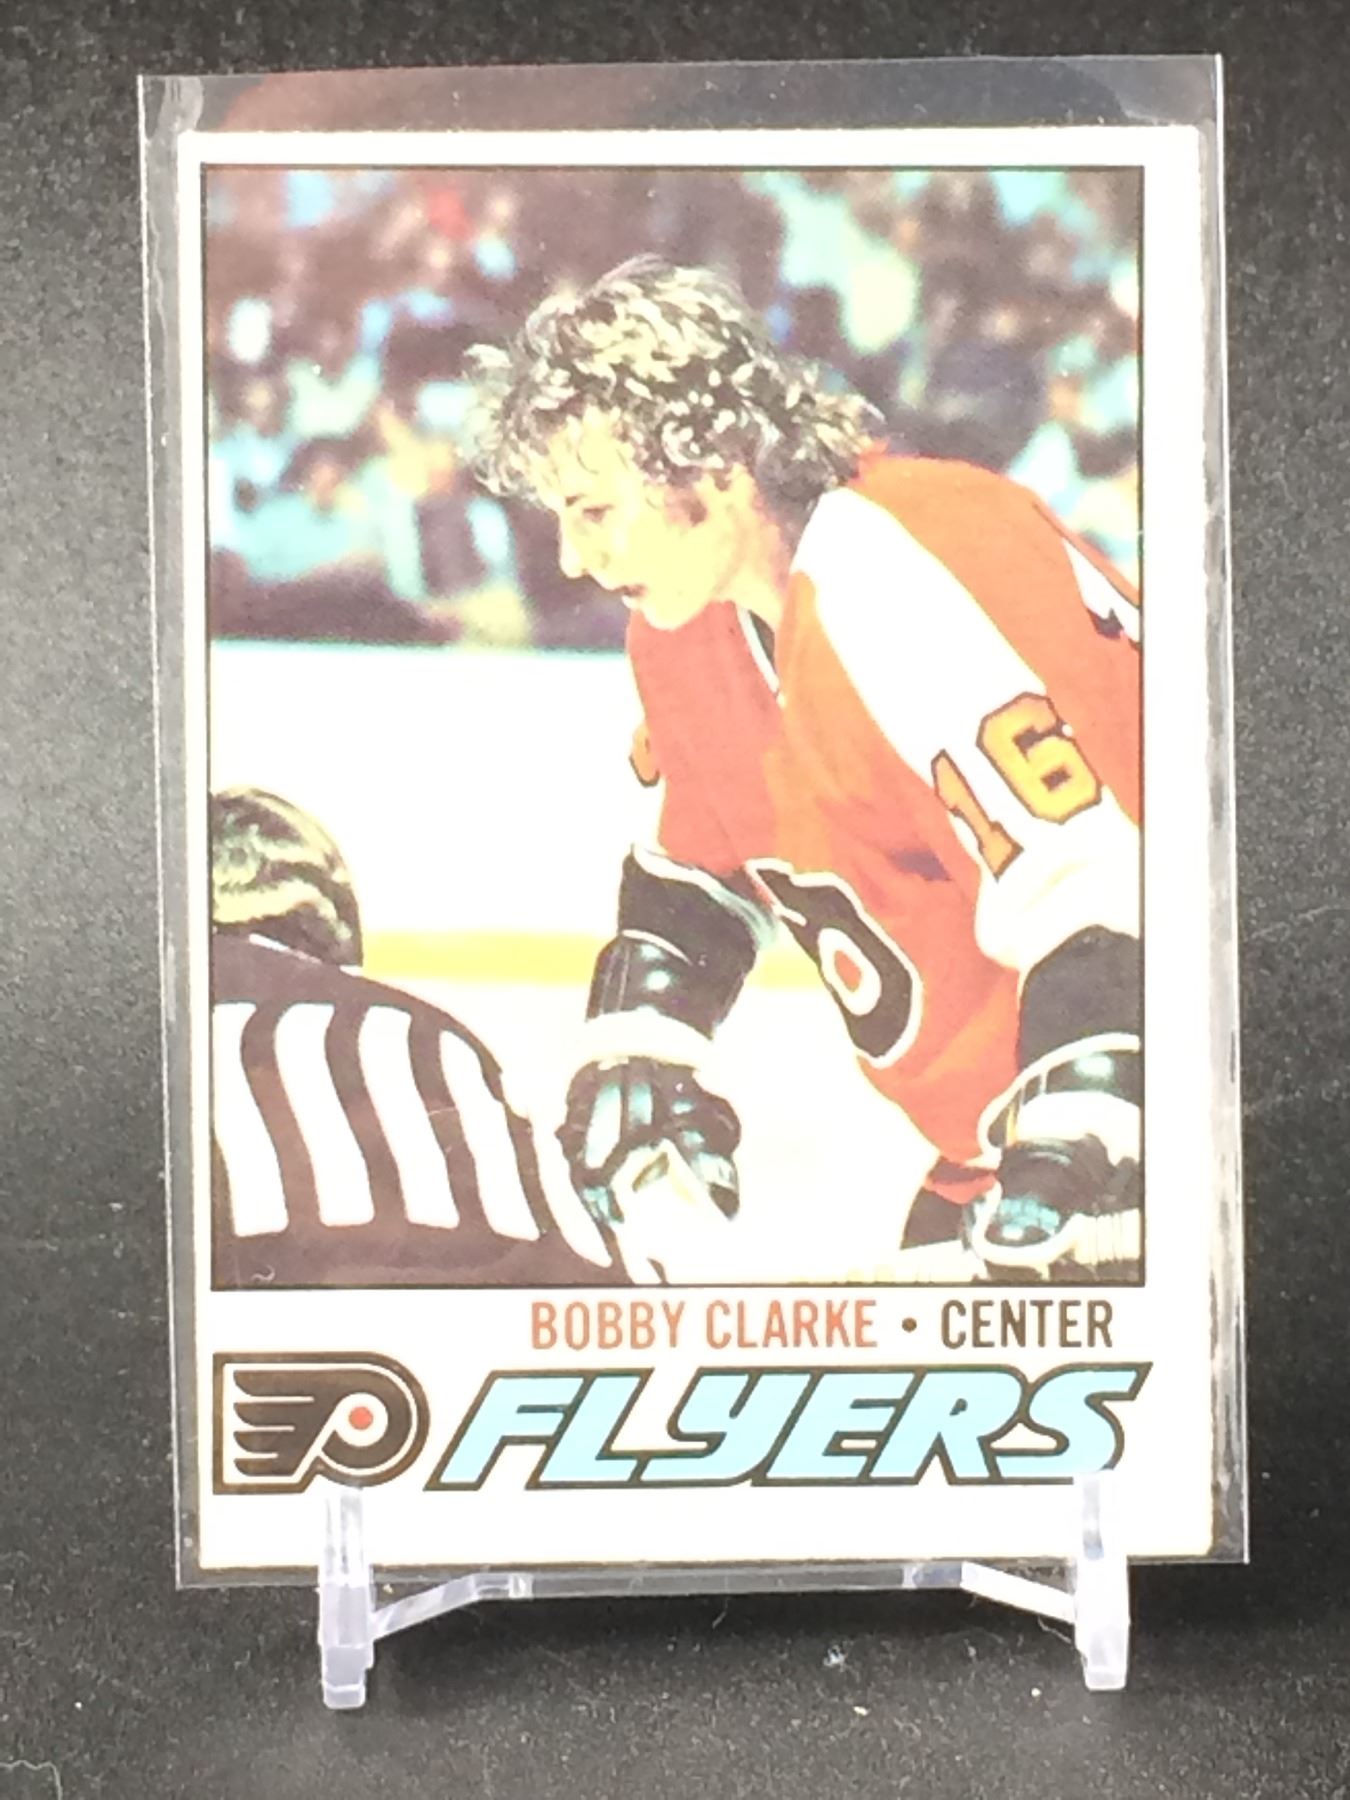 16
BOBBY CLARKE • CENTER
FLYERS